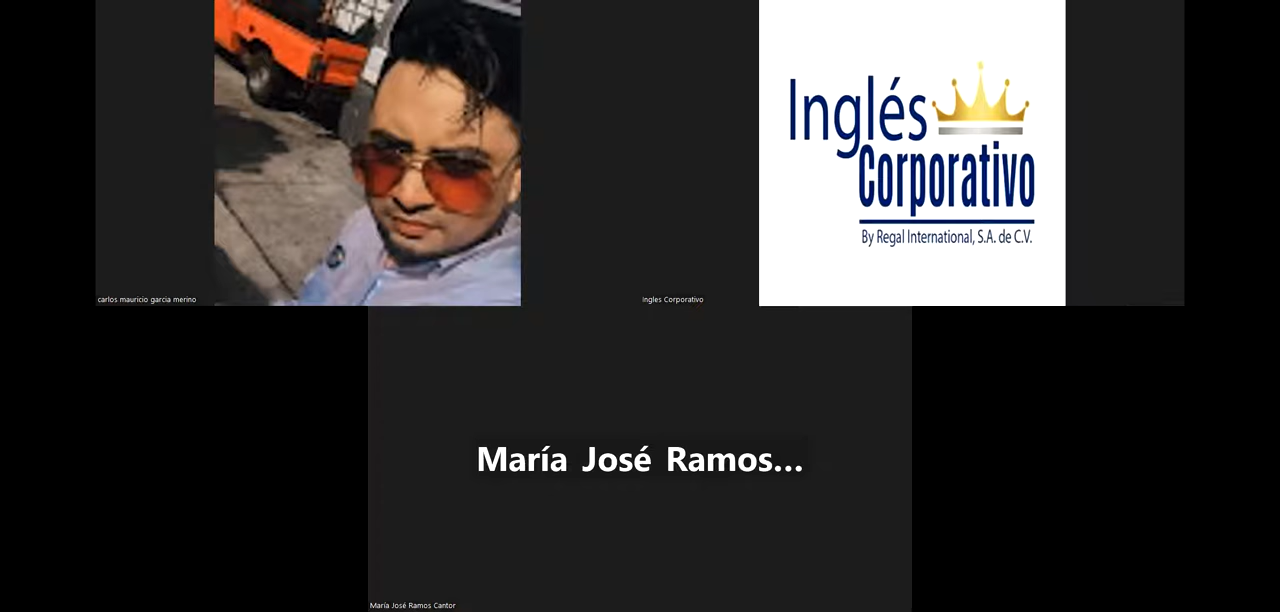 Inglés
Corporativo
By Regal International, S.A. de C.V.
carlos mauricio garcia merino
Ingles Corporativo
María José Ramos...
María José Ramos Cantor